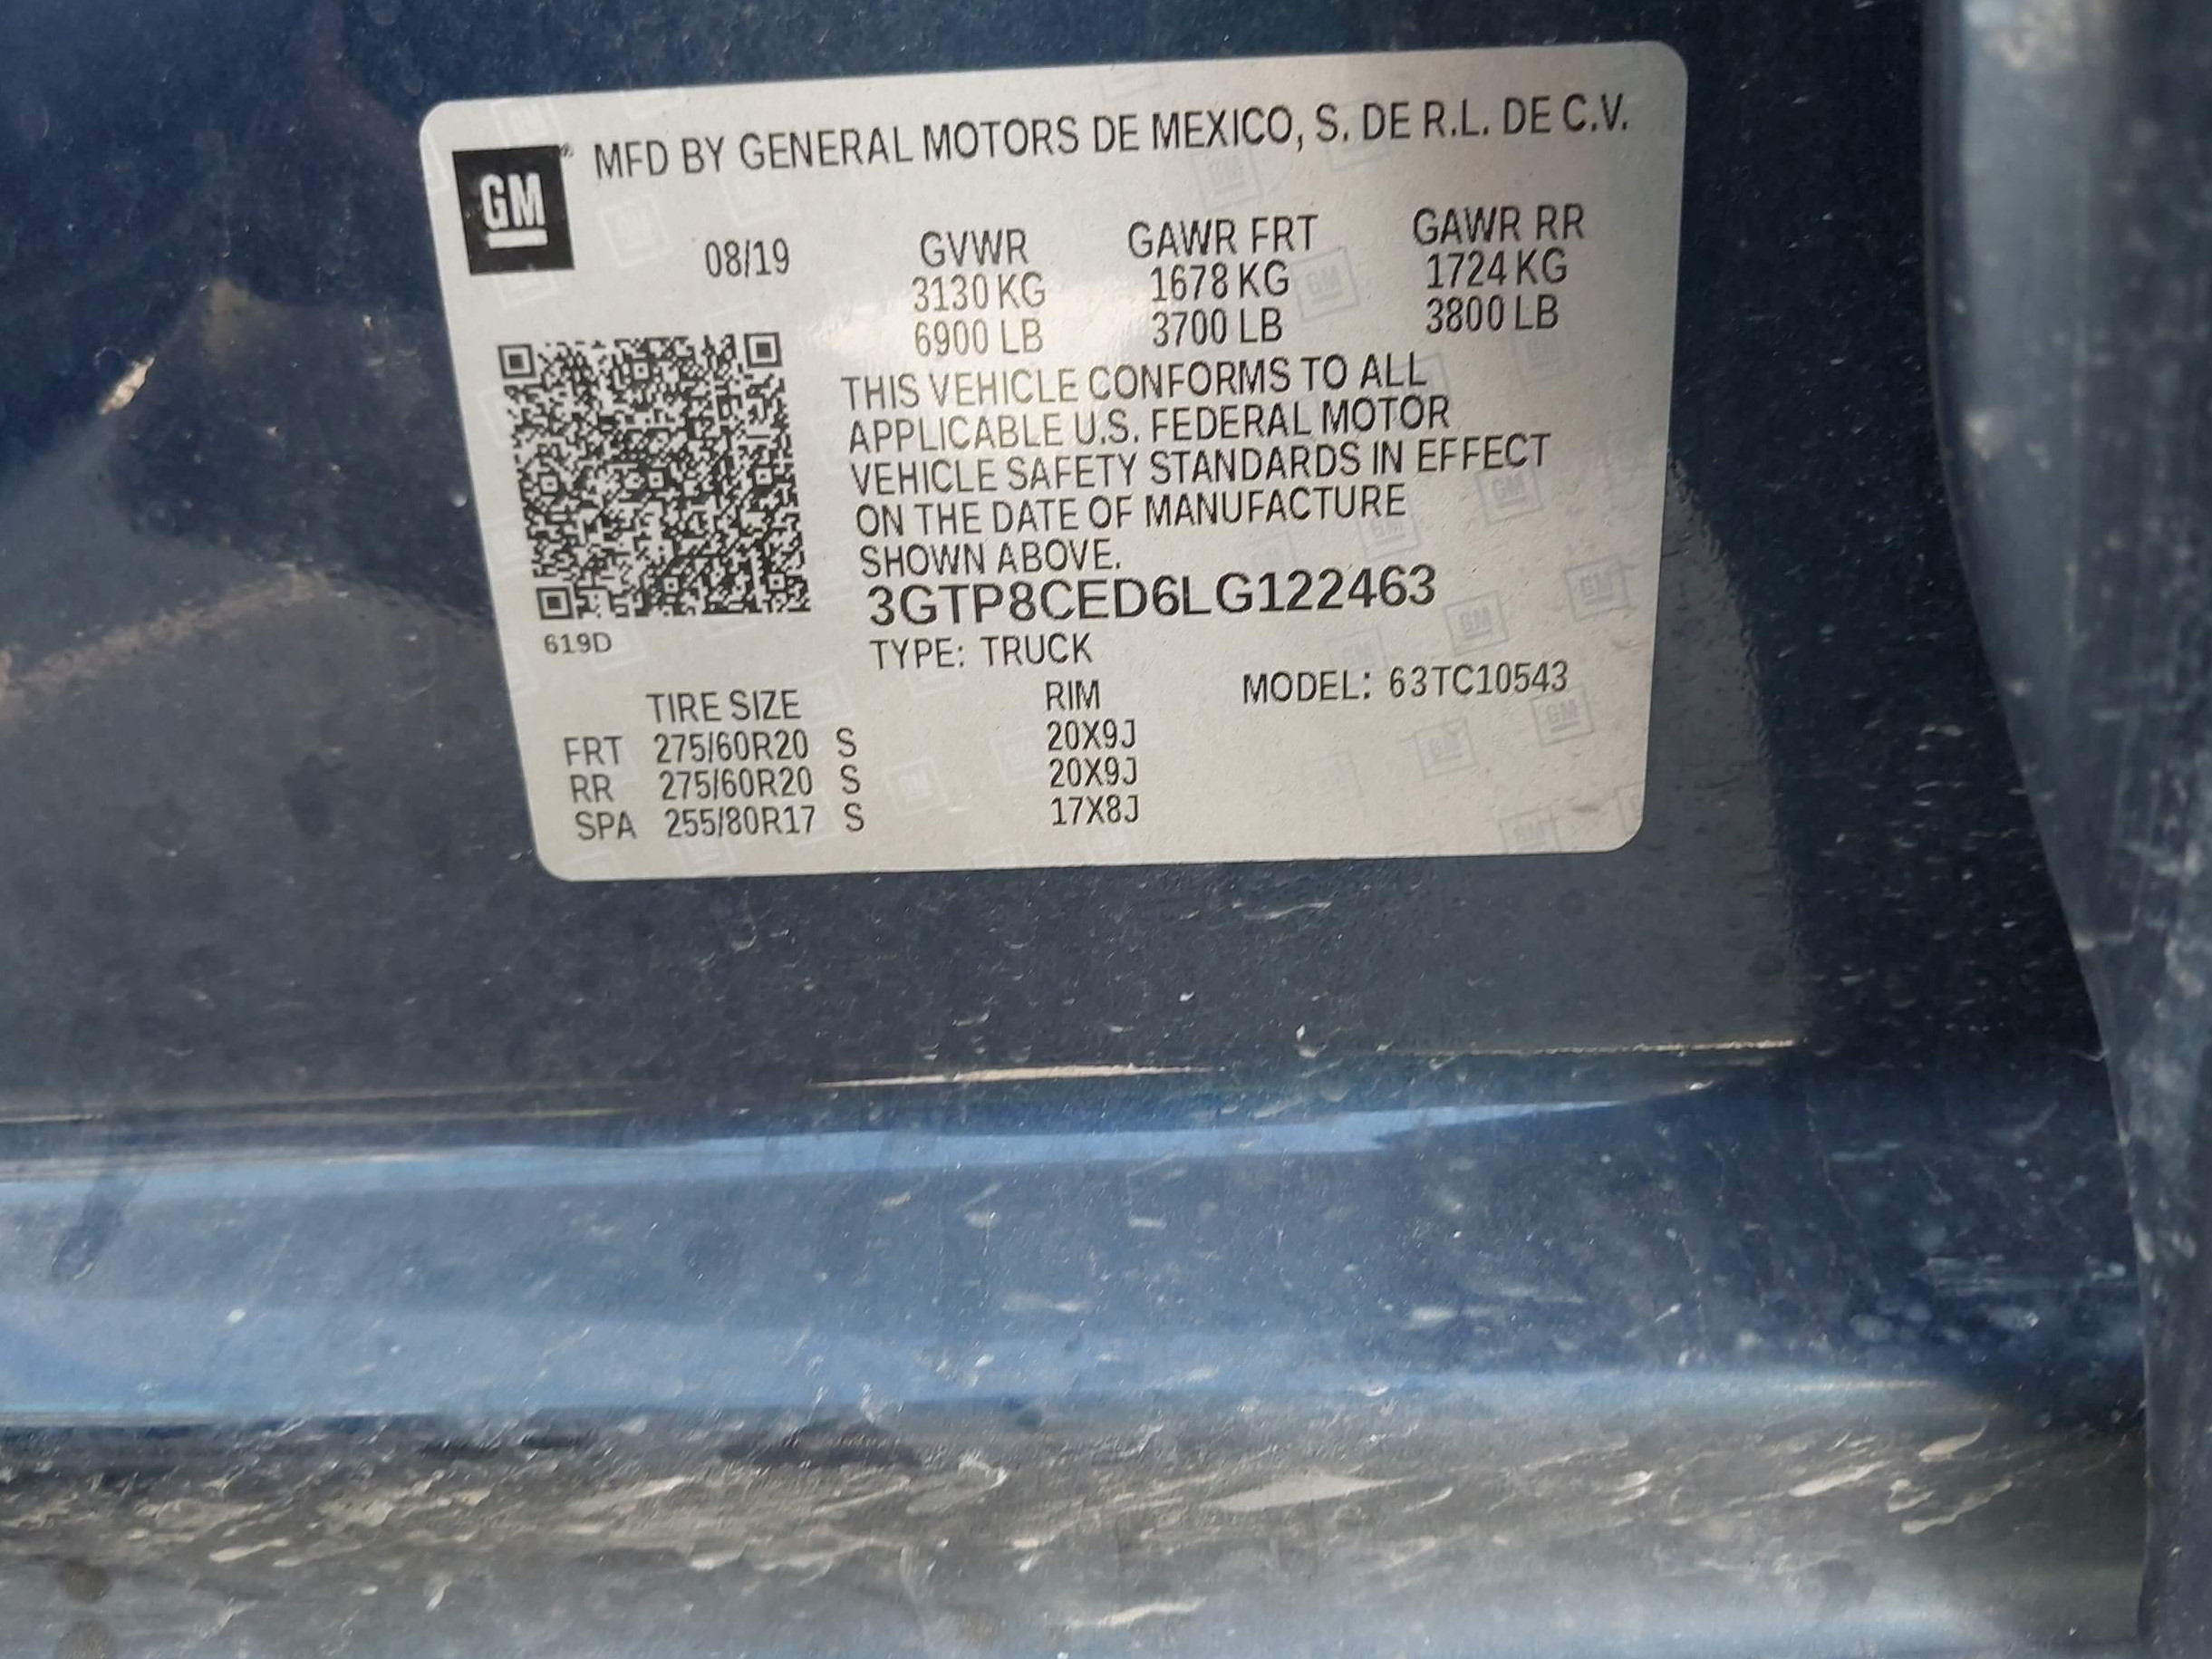 GM
MFD BY GENERAL MOTORS DE MEXICO, S. DE R.L. DE C.V.
08/19 GVWR GAWR FRT GAWR RR
3130 KG 1678 KG 1724 KG
6900 LB 3700 LB 3800 LB
THIS VEHICLE CONFORMS TO ALL
APPLICABLE U.S. FEDERAL MOTOR
VEHICLE SAFETY STANDARDS IN EFFECT
ON THE DATE OF MANUFACTURE
SHOWN ABOVE.
3GTP8CED6LG122463
619D
TYPE: TRUCK
TIRE SIZE RIM MODEL: 63TC10543
FRT 275/60R20 S 20X9J
RR 275/60R20 S 20X9J
SPA 255/80R17 S 17X8J